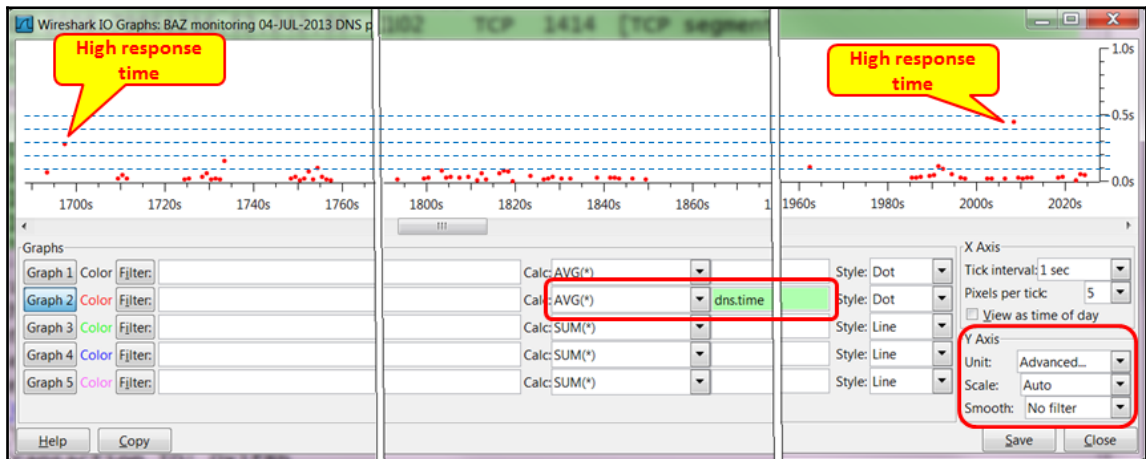 Wireshark IO Graphs: BAZ monitoring 04-JUL-2013 DNS p
TCP 1414 [TCP segment
High response
time
High response
time
1.0s
0.5s
0.0s
1700s 1720s 1740s 1760s 1800s 1820s 1840s 1860s 1 1960s 1980s 2000s 2020s
Graphs
Graph 1 Color Filter: Calc: AVG(*) Style: Dot
Graph 2 Color Filter: Calc: AVG(*) dns.time Style: Dot
Graph 3 Color Filter: Calc: SUM(*) Style: Line
Graph 4 Color Filter: Calc: SUM(*) Style: Line
Graph 5 Color Filter: Calc: SUM(*) Style: Line
X Axis
Tick interval: 1 sec
Pixels per tick: 5
View as time of day
Y Axis
Unit: Advanced...
Scale: Auto
Smooth: No filter
Help Copy Save Close